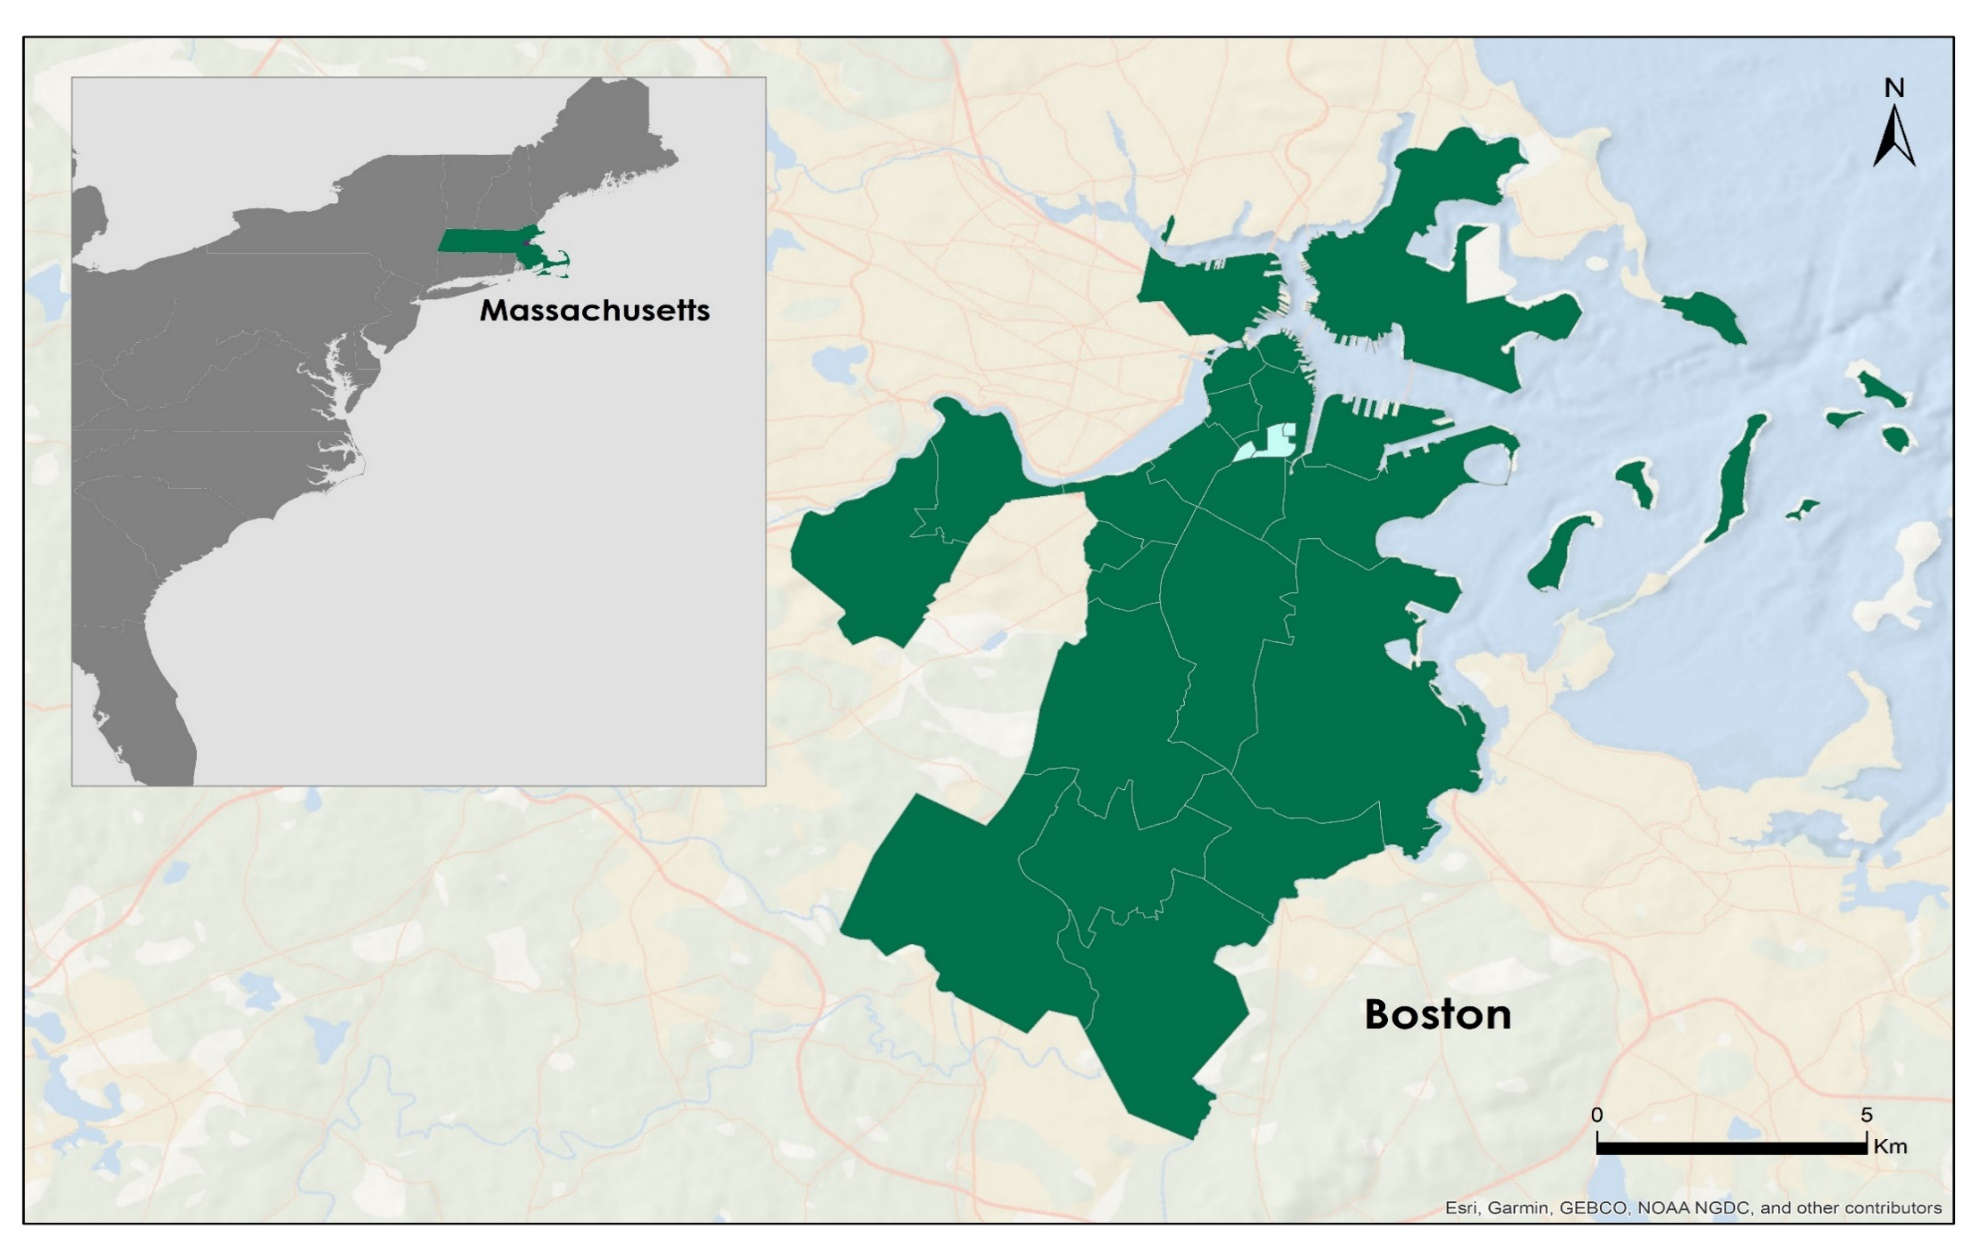 N
Massachusetts
Boston
0 5
Km
Esri, Garmin, GEBCO, NOAA NGDC, and other contributors